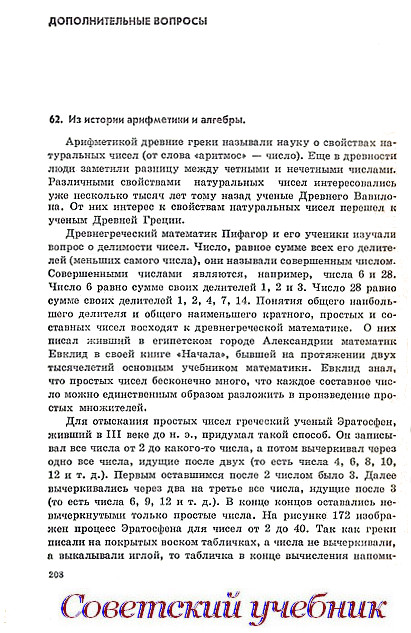 ДОПОЛНИТЕЛЬНЫЕ ВОПРОСЫ
62. Из истории арифметики и алгебры.
Арифметикой древние греки называли науку о свойствах на-
туральных чисел (от слова «аритмос» — число). Еще в древности
люди заметили разницу между четными и нечетными числами.
Различными свойствами натуральных чисел интересовались
уже несколько тысяч лет тому назад ученые Древнего Вавило-
на. От них интерес к свойствам натуральных чисел перешел к
ученым Древней Греции.
Древнегреческий математик Пифагор и его ученики изучали
вопрос о делимости чисел. Число, равное сумме всех его делите-
лей (меньших самого числа), они называли совершенным числом.
Совершенными числами являются, например, числа 6 и 28.
Число 6 равно сумме своих делителей 1, 2 и 3. Число 28 равно
сумме своих делителей 1, 2, 4, 7, 14. Понятия общего наиболь-
шего делителя и общего наименьшего кратного, простых и со-
ставных чисел восходят к древнегреческой математике. О них
писал живший в египетском городе Александрии математик
Евклид в своей книге «Начала», бывшей на протяжении двух
тысячелетий основным учебником математики. Евклид знал,
что простых чисел бесконечно много, что каждое составное чис-
ло можно единственным образом разложить в произведение про-
стых множителей.
Для отыскания простых чисел греческий ученый Эратосфен,
живший в III веке до н. э., придумал такой способ. Он записы-
вал все числа от 2 до какого-то числа, а потом вычеркивал через
одно все числа, идущие после двух (то есть числа 4, 6, 8, 10,
12 и т. д.). Первым оставшимся после 2 числом было 3. Далее
вычеркивались через два на третье все числа, идущие после 3
(то есть числа 6, 9, 12 и т. д.). В конце концов оставались не-
вычеркнутыми только простые числа. На рисунке 172 изобра-
жен процесс Эратосфена для чисел от 2 до 40. Так как греки
писали на покрытых воском табличках, а числа не вычеркивали,
а выкалывали иглой, то табличка в конце вычисления напоми-
208
Советский учебник